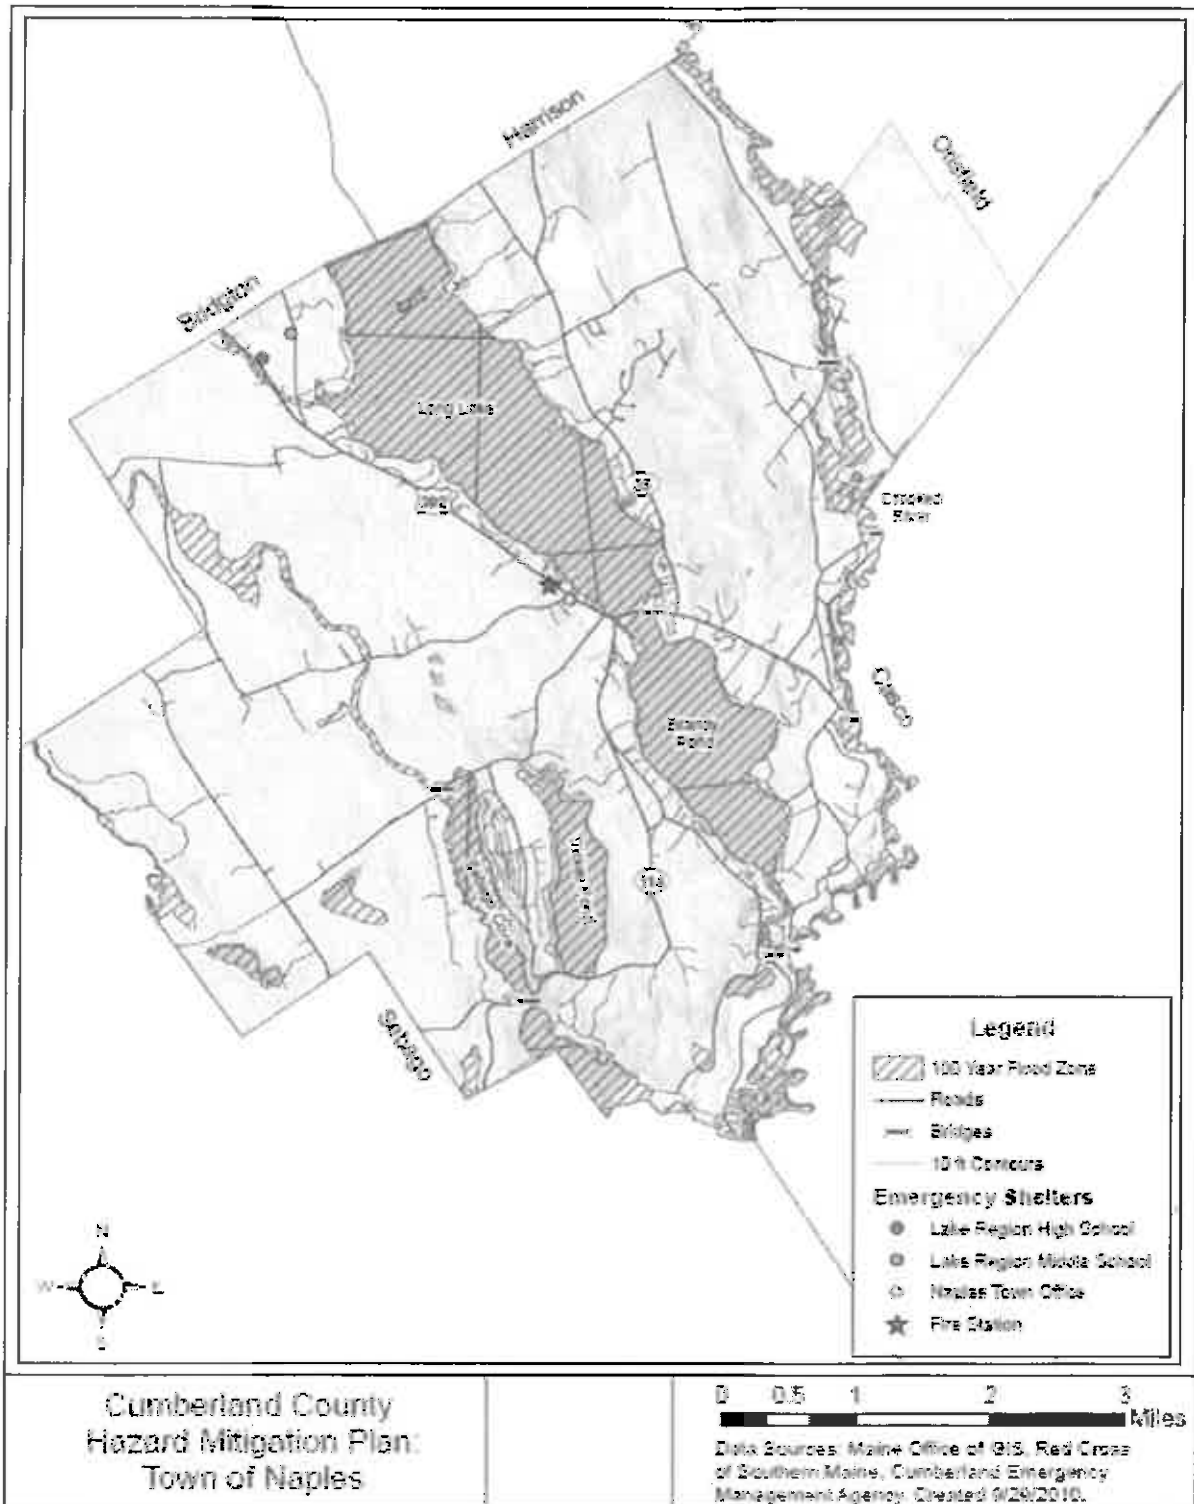 Harrison
Otisfield
Bridgton
Long Lake
302
Crooked
River
Casco
Brandy
Pond
114
Sebago
Legend
100 Year Flood Zone
Roads
Bridges
10 ft Contours
Emergency Shelters
Lake Region High School
Lake Region Middle School
Naples Town Office
Fire Station
N
W
E
S
Cumberland County
Hazard Mitigation Plan:
Town of Naples
0 0.5 1 2 3
Miles
Data Sources: Maine Office of GIS, Red Cross
of Southern Maine, Cumberland Emergency
Management Agency. Created 9/29/2010.